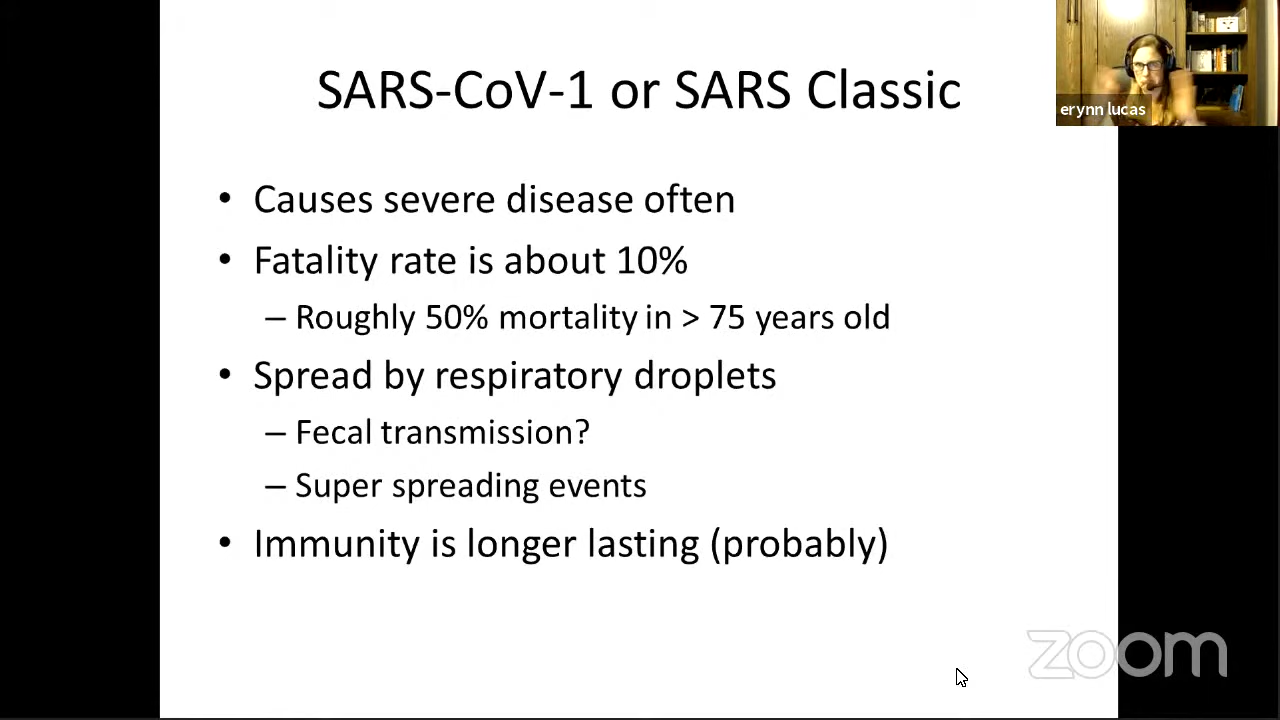 SARS-CoV-1 or SARS Classic
erynn lucas
• Causes severe disease often
• Fatality rate is about 10%
– Roughly 50% mortality in > 75 years old
• Spread by respiratory droplets
– Fecal transmission?
– Super spreading events
• Immunity is longer lasting (probably)
zoom